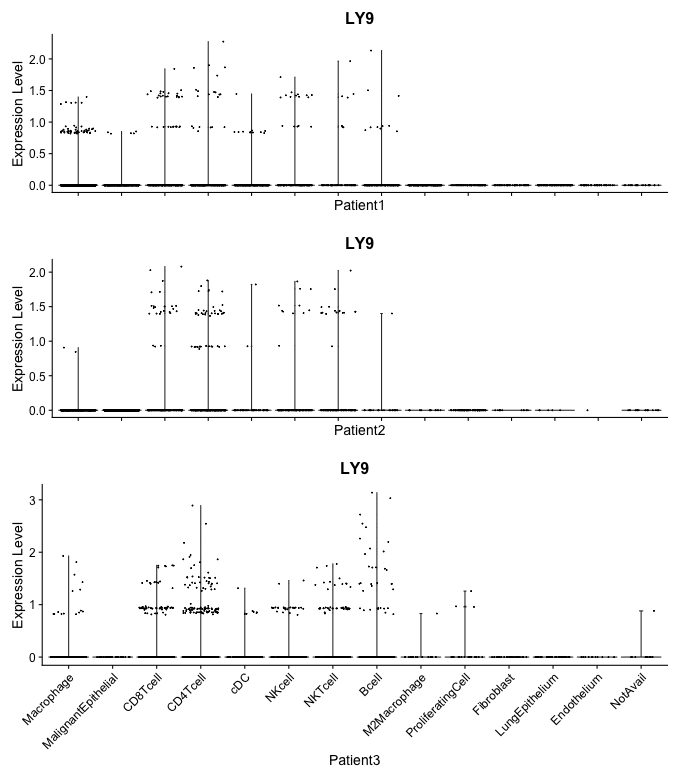 LY9
Expression Level
2.0
1.5
1.0
0.5
0.0
Patient1
LY9
Expression Level
2.0
1.5
1.0
0.5
0.0
Patient2
LY9
Expression Level
3
2
1
0
Macrophage
MalignantEpithelial
CD8Tcell
CD4Tcell
cDC
NKcell
NKTcell
Bcell
M2Macrophage
ProliferatingCell
Fibroblast
LungEpithelium
Endothelium
NotAvail
Patient3